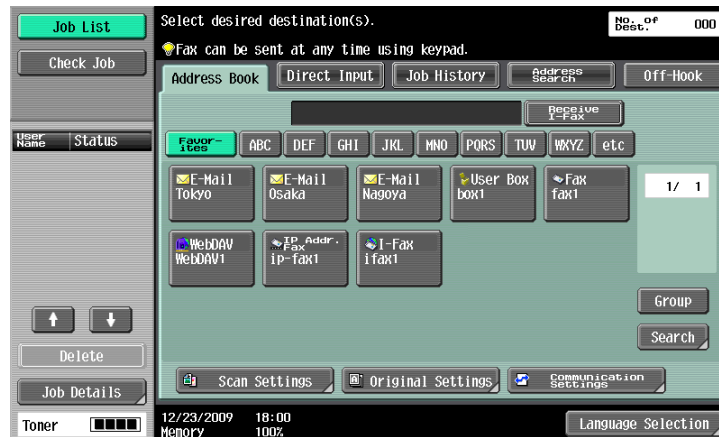 Job List
Check Job
User Name
Status
Delete
Job Details
Toner
Select desired destination(s).
No. of Dest.
000
Fax can be sent at any time using keypad.
Address Book
Direct Input
Job History
Address Search
Off-Hook
Receive I-Fax
Favor-ites
ABC
DEF
GHI
JKL
MNO
PQRS
TUV
WXYZ
etc
E-Mail
Tokyo
E-Mail
Osaka
E-Mail
Nagoya
User Box
box1
Fax
fax1
1/ 1
WebDAV
WebDAV1
IP Addr. Fax
ip-fax1
I-Fax
ifax1
Group
Search
Scan Settings
Original Settings
Communication Settings
12/23/2009 18:00
Memory 100%
Language Selection